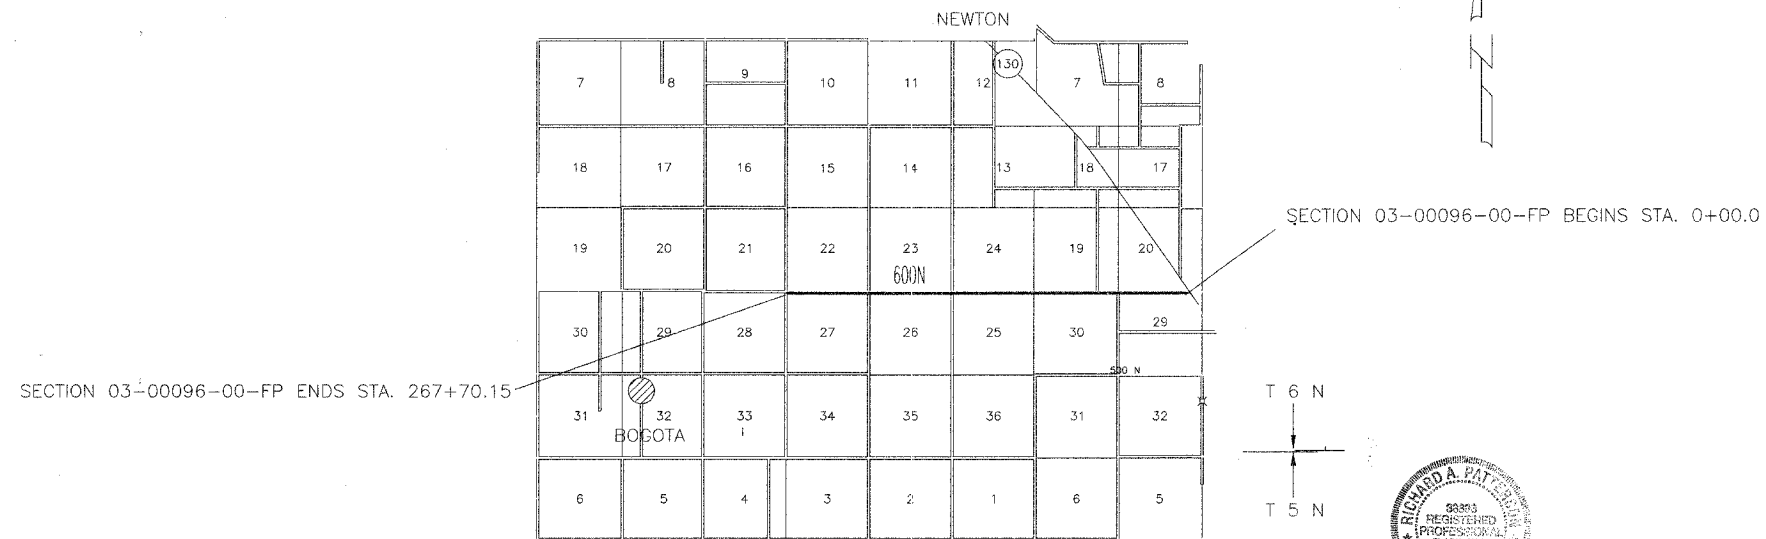 NEWTON
7 8 9 10 11 12 130 7 8
18 17 16 15 14 13 18 17
SECTION 03-00096-00-FP BEGINS STA. 0+00.0
19 20 21 22 23 24 19 20
600N
30 29 28 27 26 25 30 29
500 N
SECTION 03-00096-00-FP ENDS STA. 267+70.15
T 6 N
31 32 33 34 35 36 31 32
BOGOTA
6 5 4 3 2 1 6 5
T 5 N
RICHARD A. PATTERSON
REGISTERED
PROFESSIONAL